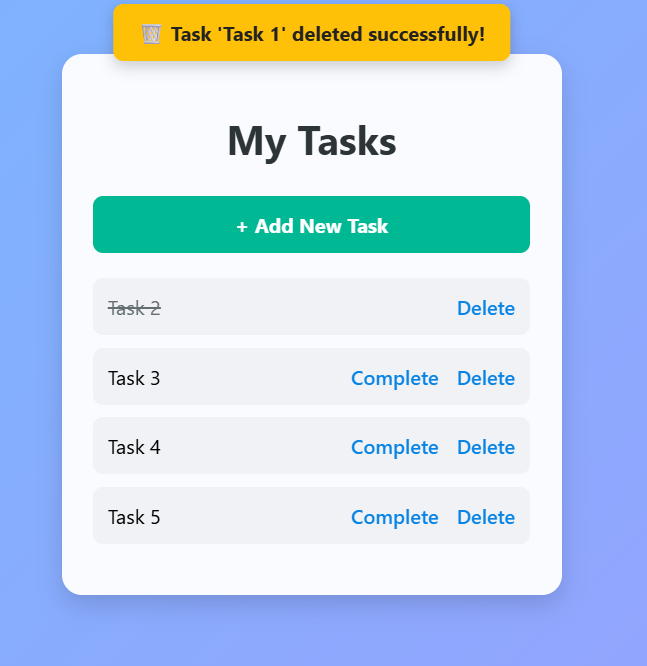 🗑️ Task 'Task 1' deleted successfully!
My Tasks
+ Add New Task
Task 2 Delete
Task 3 Complete Delete
Task 4 Complete Delete
Task 5 Complete Delete